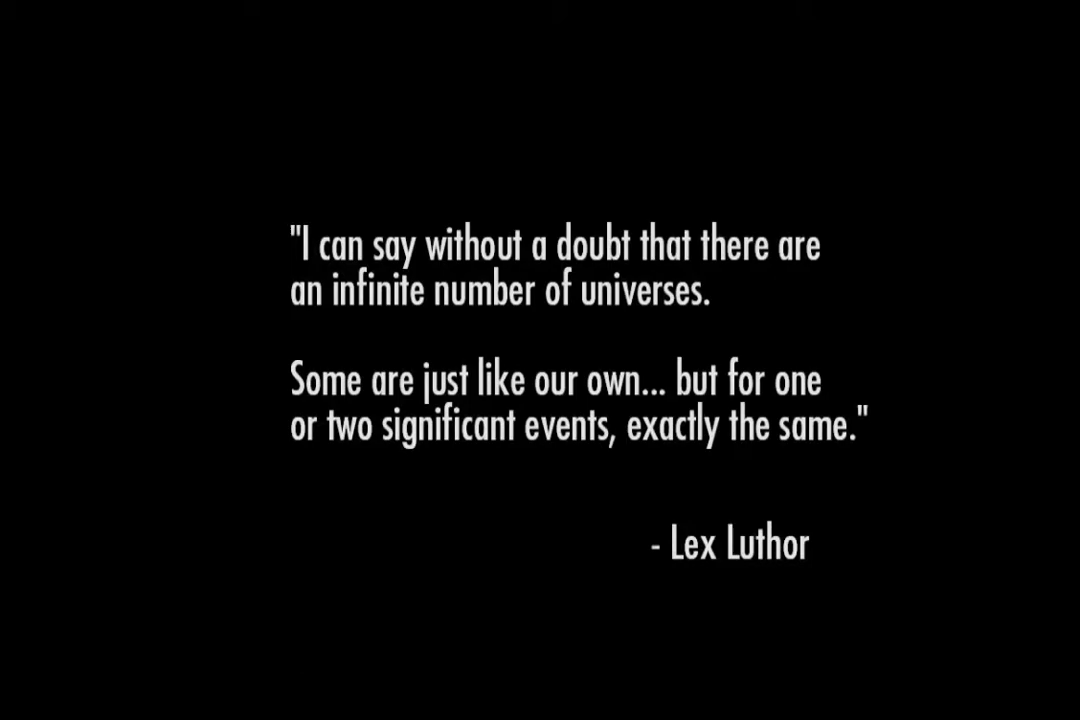 "I can say without a doubt that there are
an infinite number of universes.
Some are just like our own... but for one
or two significant events, exactly the same."
- Lex Luthor